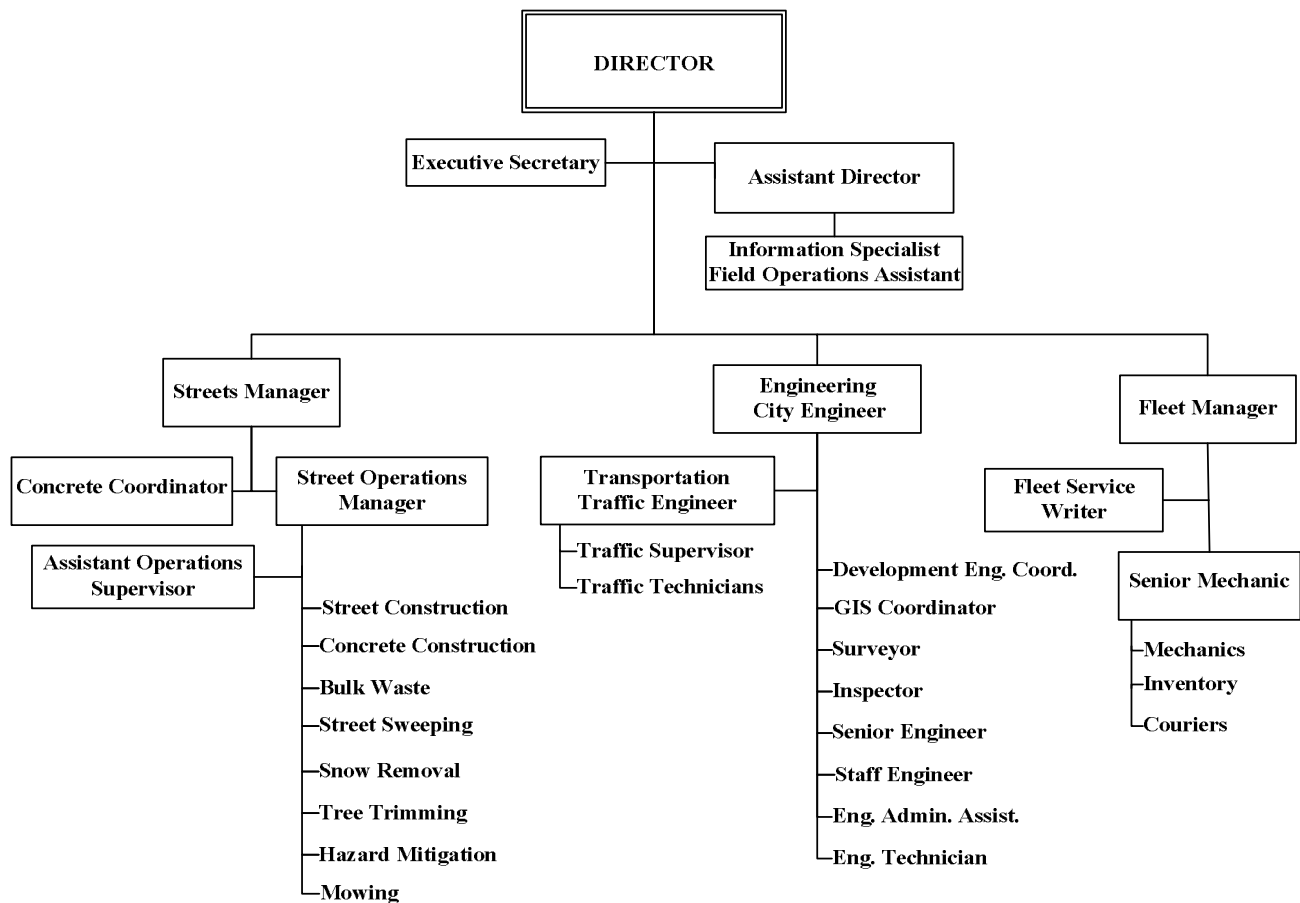 DIRECTOR
Executive Secretary
Assistant Director
Information Specialist
Field Operations Assistant
Streets Manager
Engineering
City Engineer
Fleet Manager
Concrete Coordinator
Street Operations
Manager
Transportation
Traffic Engineer
Fleet Service
Writer
Assistant Operations
Supervisor
Traffic Supervisor
Traffic Technicians
Senior Mechanic
Street Construction
Concrete Construction
Bulk Waste
Street Sweeping
Snow Removal
Tree Trimming
Hazard Mitigation
Mowing
Development Eng. Coord.
GIS Coordinator
Surveyor
Inspector
Senior Engineer
Staff Engineer
Eng. Admin. Assist.
Eng. Technician
Mechanics
Inventory
Couriers